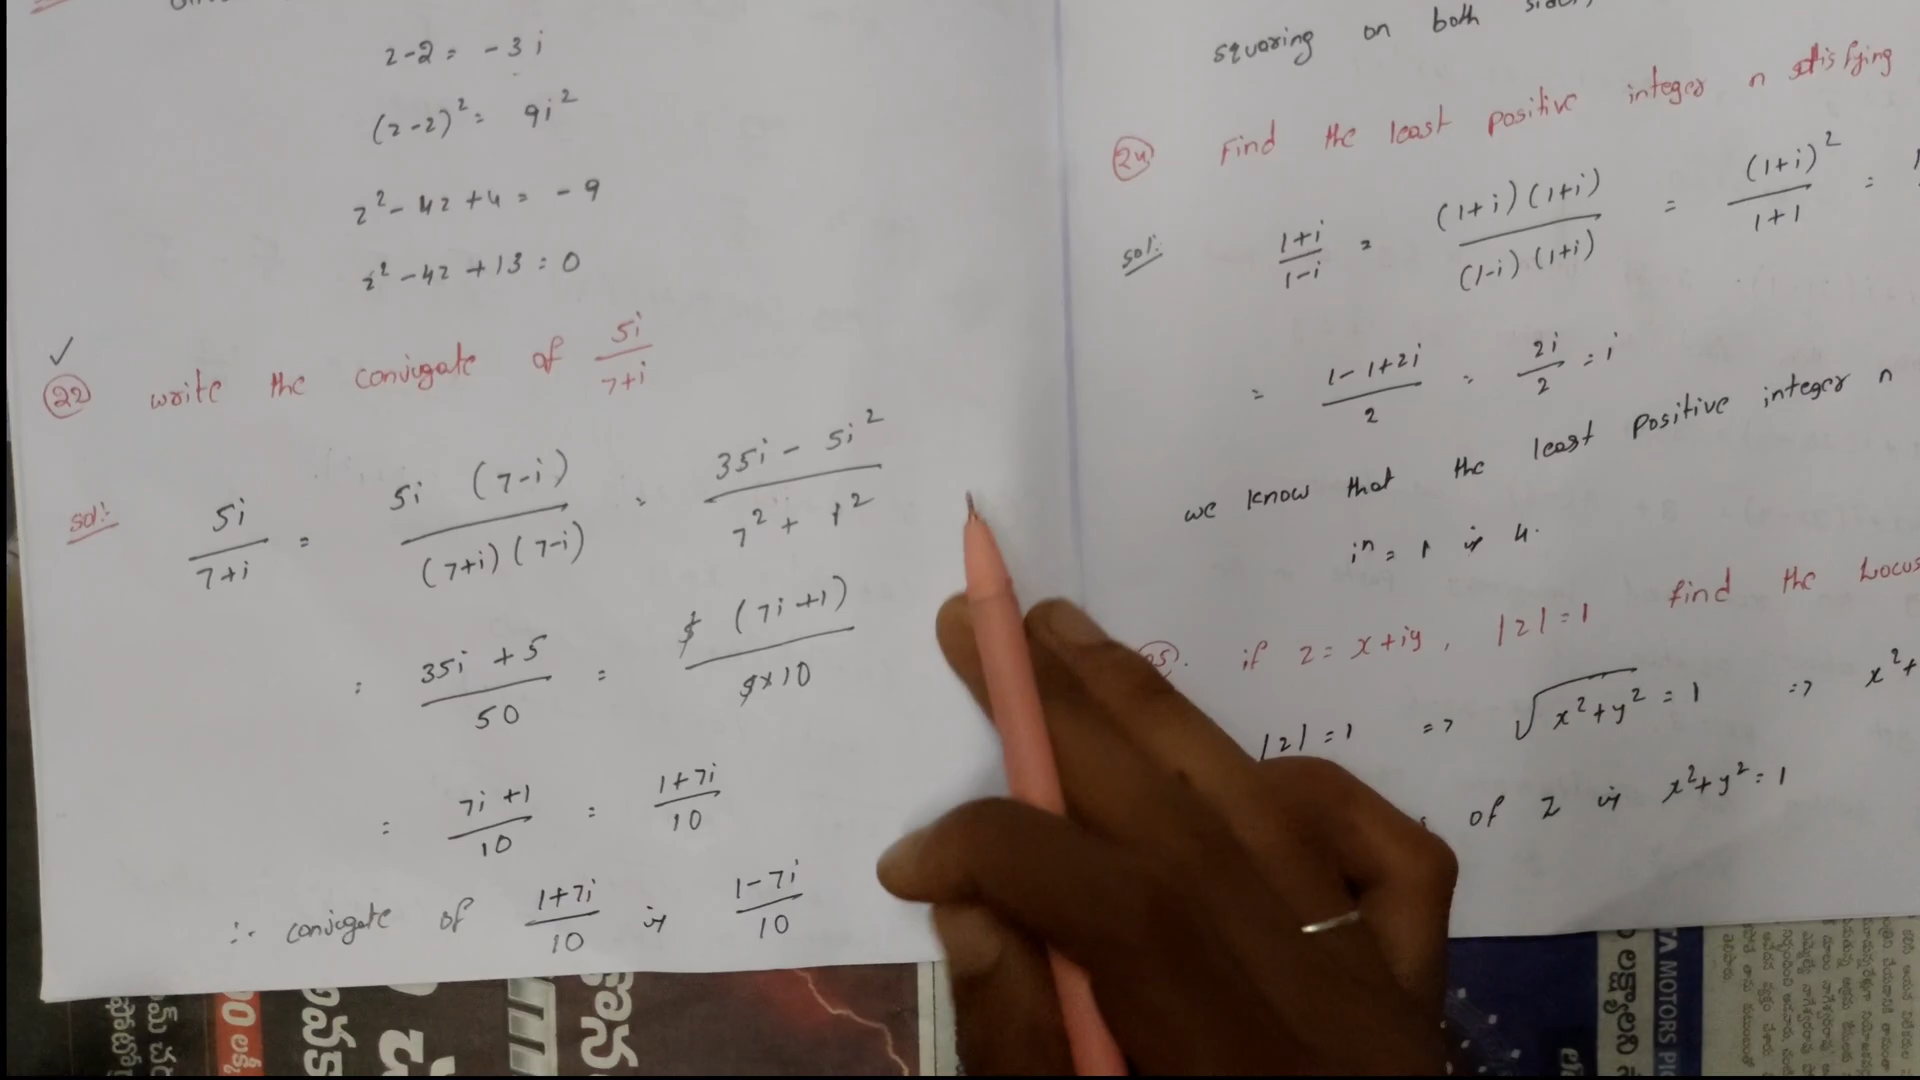 z-2 = -3i
(z-2)² = 9i²
z² - 4z + 4 = -9
z² - 4z + 13 = 0
22 write the conjugate of 5i/7+i
sol:- 5i/7+i = 5i (7-i)/(7+i)(7-i) = 35i - 5i²/7² + 1²
= 35i + 5/50 = 5 (7i+1)/5×10
= 7i+1/10 = 1+7i/10
∴ conjugate of 1+7i/10 is 1-7i/10
squaring on both
24 Find the least positive integer n satisfying
sol: 1+i/1-i = (1+i)(1+i)/(1-i)(1+i) = (1+i)²/1+1 =
= 1-1+2i/2 = 2i/2 = i
we know that the least positive integer n
iⁿ = 1 is 4.
if z = x+iy, |z|=1 find the Locus
|z|=1 => √x²+y² = 1 => x²+
of z is x²+y² = 1
TA MOTORS